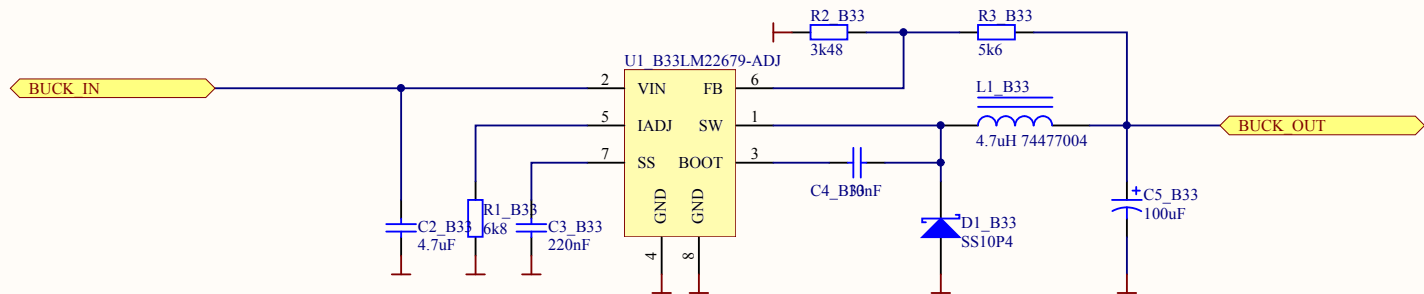 R2_B33
3k48
R3_B33
5k6
U1_B33LM22679-ADJ
BUCK_IN
2
VIN
FB
6
L1_B33
5
IADJ
SW
1
4.7uH 74477004
BUCK_OUT
7
SS
BOOT
3
C4_B33
10nF
R1_B33
6k8
C2_B33
4.7uF
C3_B33
220nF
GND
GND
4
8
D1_B33
SS10P4
+
C5_B33
100uF